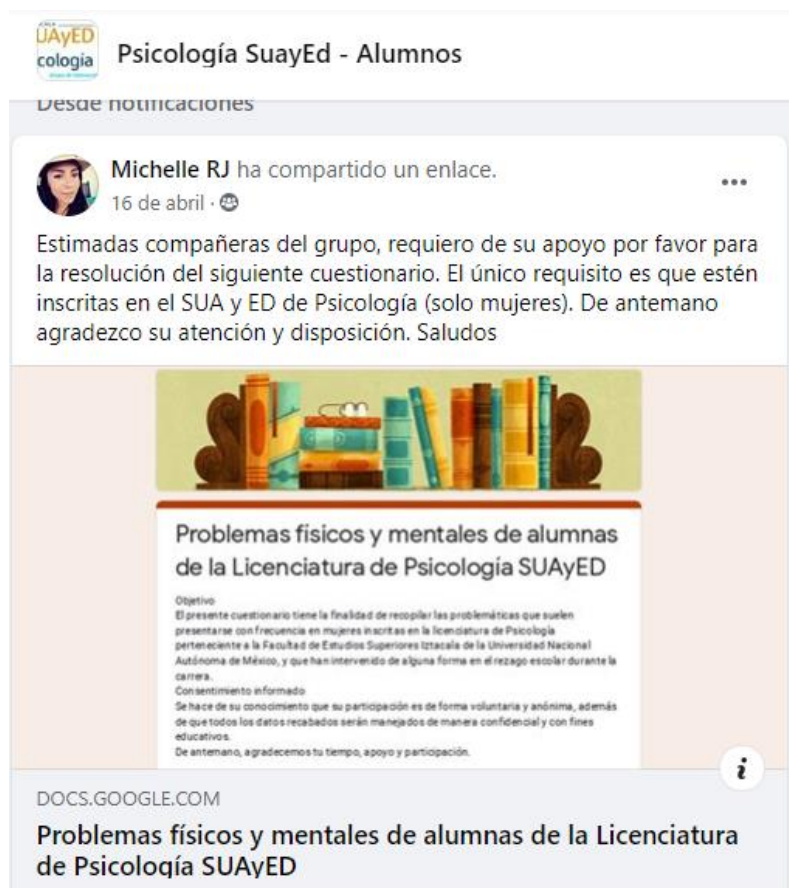 UAyED
cología
Psicología SuayEd - Alumnos
Desde notificaciones
Michelle RJ ha compartido un enlace.
16 de abril ·
Estimadas compañeras del grupo, requiero de su apoyo por favor para
la resolución del siguiente cuestionario. El único requisito es que estén
inscritas en el SUA y ED de Psicología (solo mujeres). De antemano
agradezco su atención y disposición. Saludos
Problemas físicos y mentales de alumnas
de la Licenciatura de Psicología SUAyED
Objetivo
El presente cuestionario tiene la finalidad de recopilar las problemáticas que suelen
presentarse con frecuencia en mujeres inscritas en la licenciatura de Psicología
perteneciente a la Facultad de Estudios Superiores Iztacala de la Universidad Nacional
Autónoma de México, y que han intervenido de alguna forma en el rezago escolar durante la
carrera.
Consentimiento informado
Se hace de su conocimiento que su participación es de forma voluntaria y anónima, además
de que todos los datos recabados serán manejados de manera confidencial y con fines
educativos.
De antemano, agradecemos tu tiempo, apoyo y participación.
DOCS.GOOGLE.COM
Problemas físicos y mentales de alumnas de la Licenciatura
de Psicología SUAyED